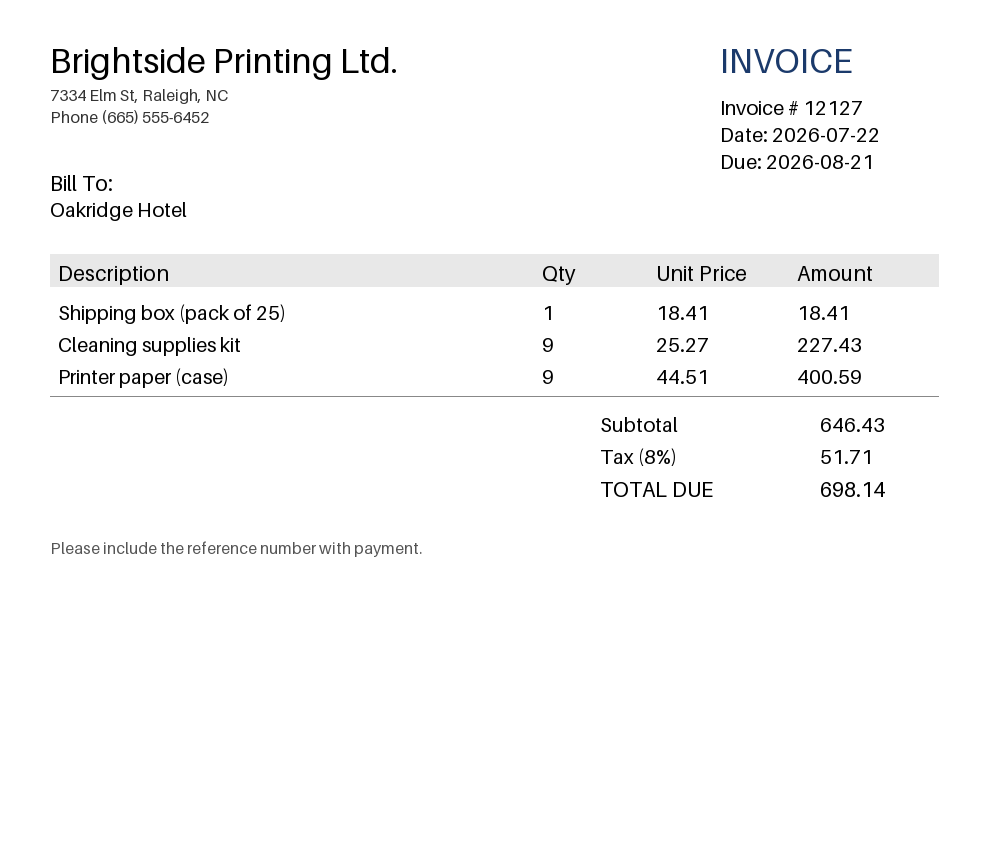 Brightside Printing Ltd.
7334 Elm St, Raleigh, NC
Phone (665) 555-6452
INVOICE
Invoice # 12127
Date: 2026-07-22
Due: 2026-08-21
Bill To:
Oakridge Hotel
Description Qty Unit Price Amount
Shipping box (pack of 25) 1 18.41 18.41
Cleaning supplies kit 9 25.27 227.43
Printer paper (case) 9 44.51 400.59
Subtotal 646.43
Tax (8%) 51.71
TOTAL DUE 698.14
Please include the reference number with payment.